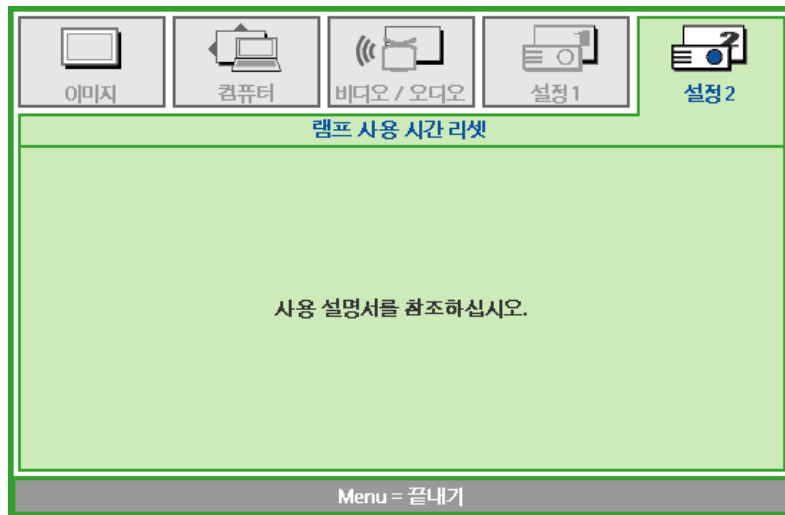 이미지
컴퓨터
비디오 / 오디오
설정 1
설정 2
램프 사용 시간 리셋
사용 설명서를 참조하십시오.
Menu = 끝내기